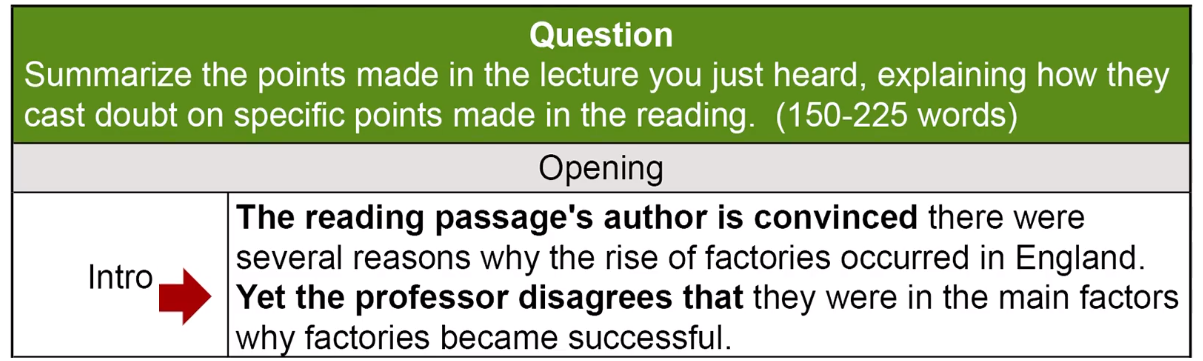 Question
Summarize the points made in the lecture you just heard, explaining how they
cast doubt on specific points made in the reading. (150-225 words)
Opening
Intro
The reading passage's author is convinced there were
several reasons why the rise of factories occurred in England.
Yet the professor disagrees that they were in the main factors
why factories became successful.